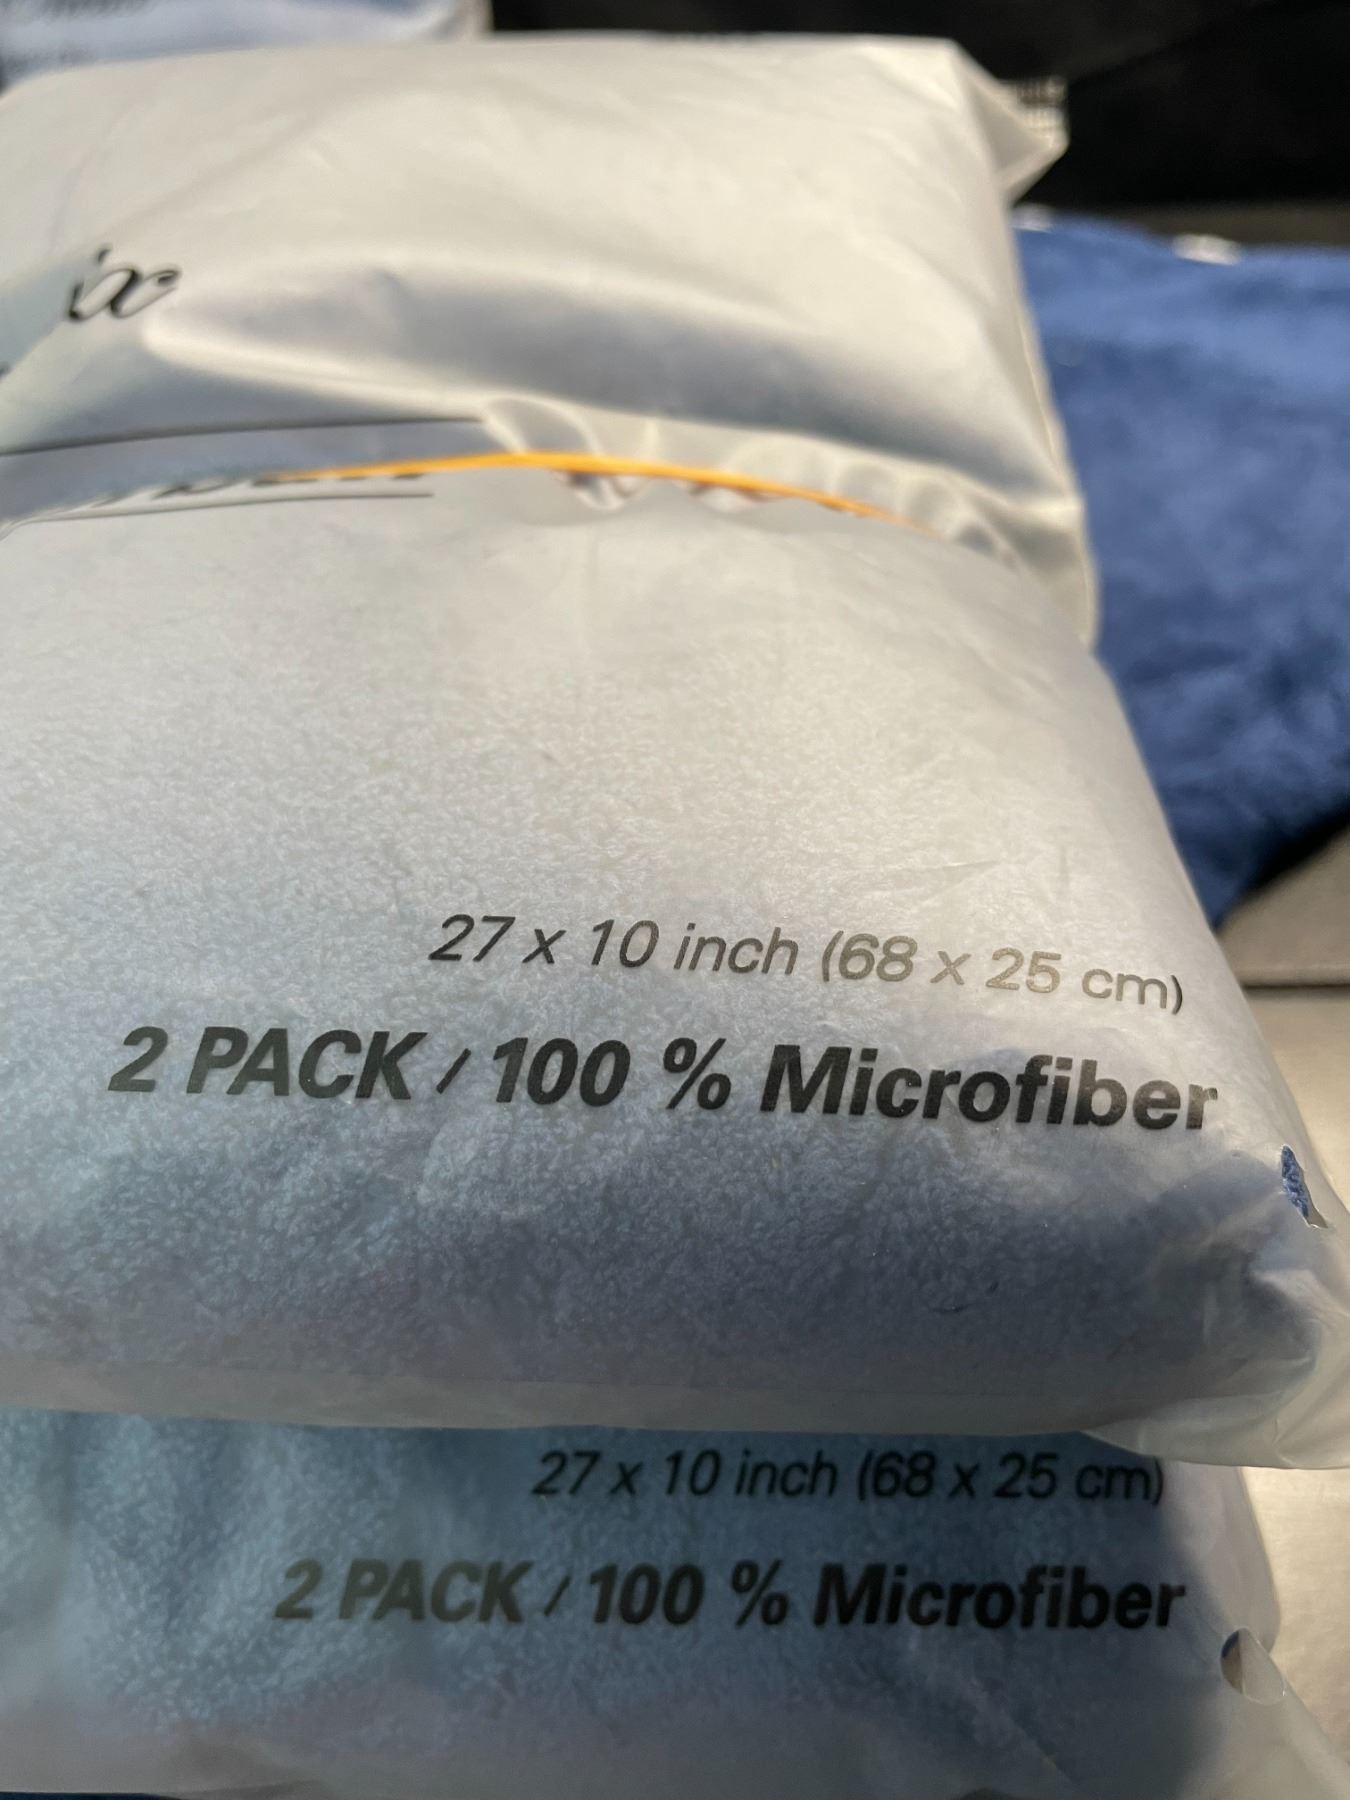 ix
27 x 10 inch (68 x 25 cm)
2 PACK / 100 % Microfiber
27 x 10 inch (68 x 25 cm)
2 PACK / 100 % Microfiber